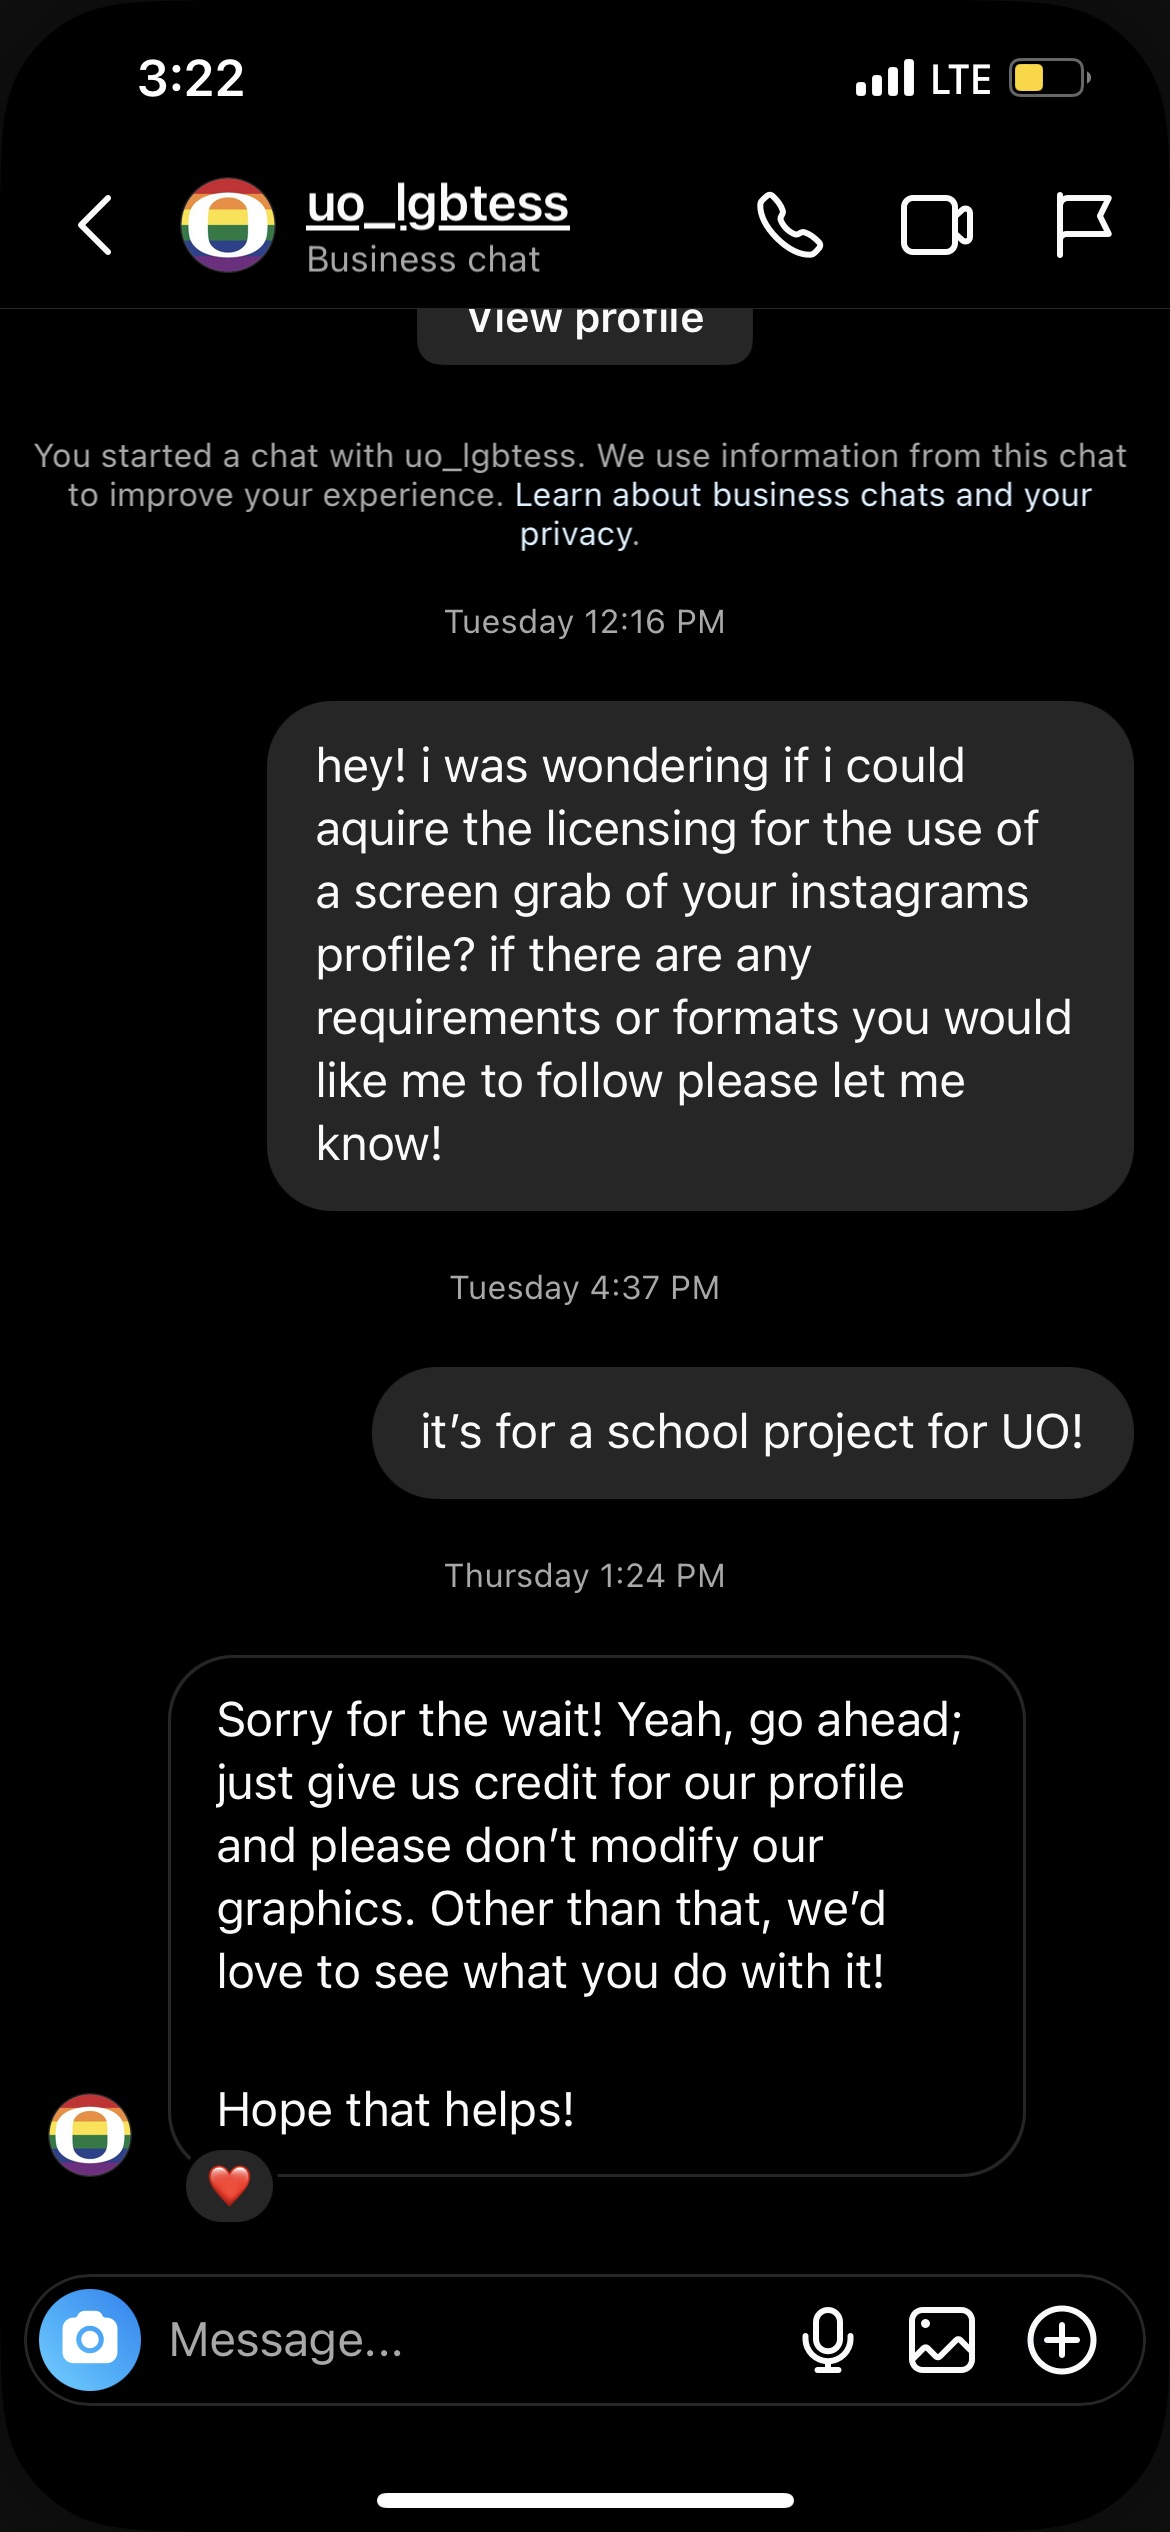 3:22
LTE
uo_lgbtess
Business chat
View profile
You started a chat with uo_lgbtess. We use information from this chat
to improve your experience. Learn about business chats and your
privacy.
Tuesday 12:16 PM
hey! i was wondering if i could
aquire the licensing for the use of
a screen grab of your instagrams
profile? if there are any
requirements or formats you would
like me to follow please let me
know!
Tuesday 4:37 PM
it’s for a school project for UO!
Thursday 1:24 PM
Sorry for the wait! Yeah, go ahead;
just give us credit for our profile
and please don’t modify our
graphics. Other than that, we’d
love to see what you do with it!
Hope that helps!
Message...